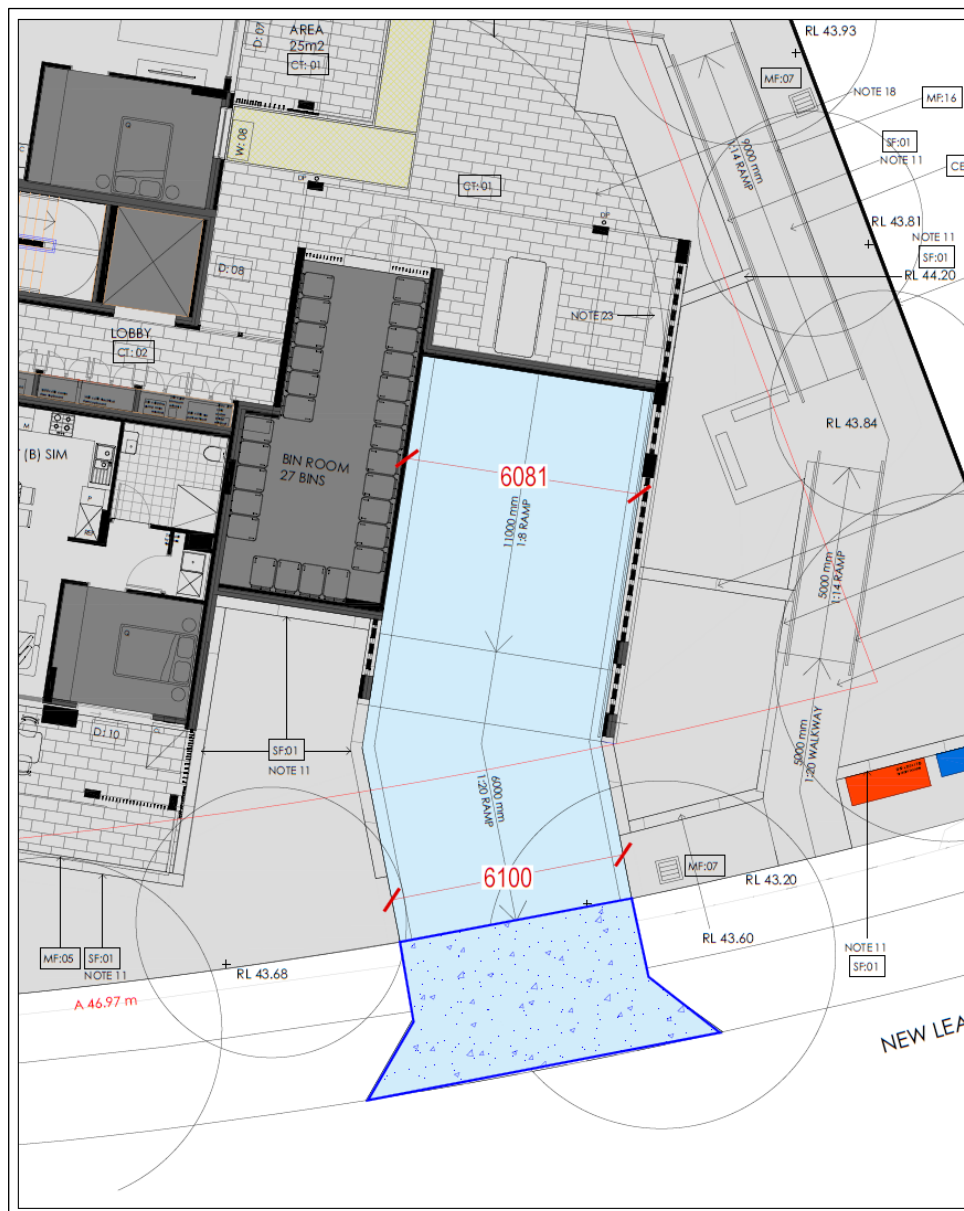 AREA
25m2
CT: 01
D: 07
RL 43.93
MF:07
NOTE 18
MF:16
SF:01
NOTE 11
W: 08
DP
CT:01
DP
9000 mm
1:14 RAMP
RL 43.81
NOTE 11
SF:01
RL 44.20
D: 08
NOTE 23
LOBBY
CT: 02
RL 43.84
M
(B) SIM
BIN ROOM
27 BINS
6081
P
REF
11000 mm
1:8 RAMP
5000 mm
1:14 RAMP
D: 10
SF:01
NOTE 11
5000 mm
1:20 WALKWAY
6000 mm
1:20 RAMP
SF:01
NOTE 11
6100
MF:07
RL 43.20
RL 43.60
MF:05
SF:01
NOTE 11
RL 43.68
NOTE 11
SF:01
A 46.97 m
NEW